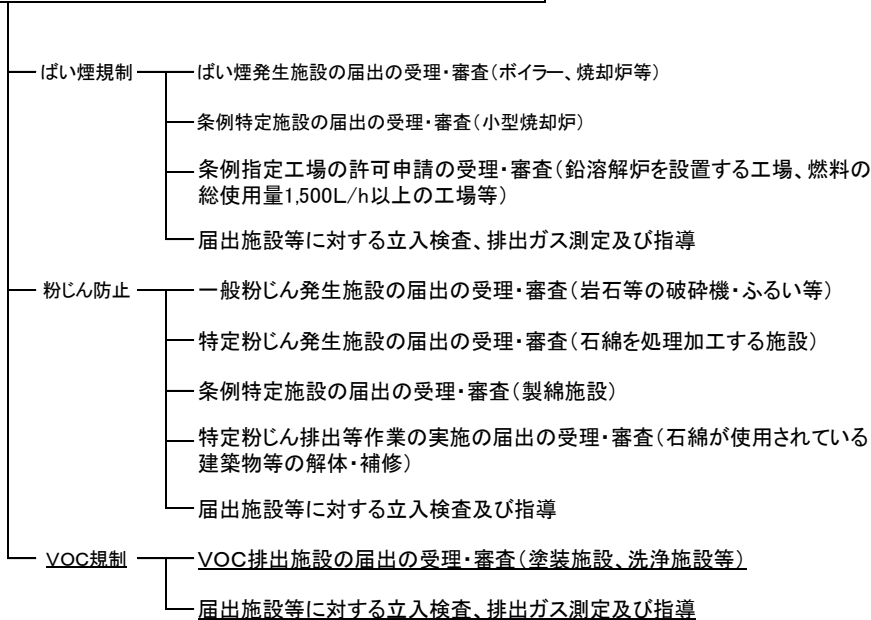 ばい煙規制
ばい煙発生施設の届出の受理・審査（ボイラー、焼却炉等）
条例特定施設の届出の受理・審査（小型焼却炉）
条例指定工場の許可申請の受理・審査（鉛溶解炉を設置する工場、燃料の
総使用量1,500L/h以上の工場等）
届出施設等に対する立入検査、排出ガス測定及び指導
粉じん防止
一般粉じん発生施設の届出の受理・審査（岩石等の破砕機・ふるい等）
特定粉じん発生施設の届出の受理・審査（石綿を処理加工する施設）
条例特定施設の届出の受理・審査（製綿施設）
特定粉じん排出等作業の実施の届出の受理・審査（石綿が使用されている
建築物等の解体・補修）
届出施設等に対する立入検査及び指導
VOC規制
VOC排出施設の届出の受理・審査（塗装施設、洗浄施設等）
届出施設等に対する立入検査、排出ガス測定及び指導